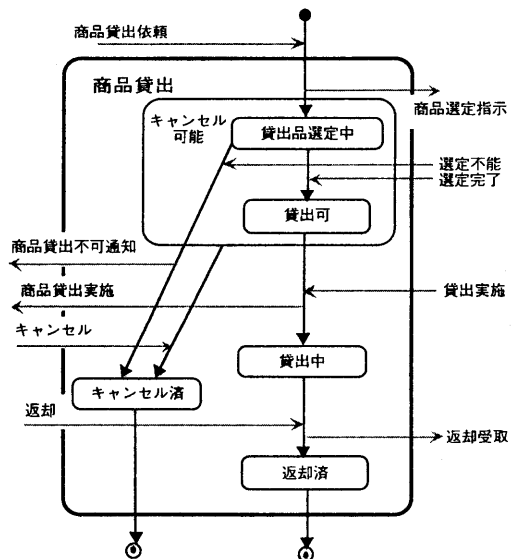 商品貸出依頼
商品貸出
商品選定指示
キャンセル
可能
貸出品選定中
選定不能
選定完了
貸出可
商品貸出不可通知
商品貸出実施
貸出実施
キャンセル
貸出中
キャンセル済
返却
返却受取
返却済